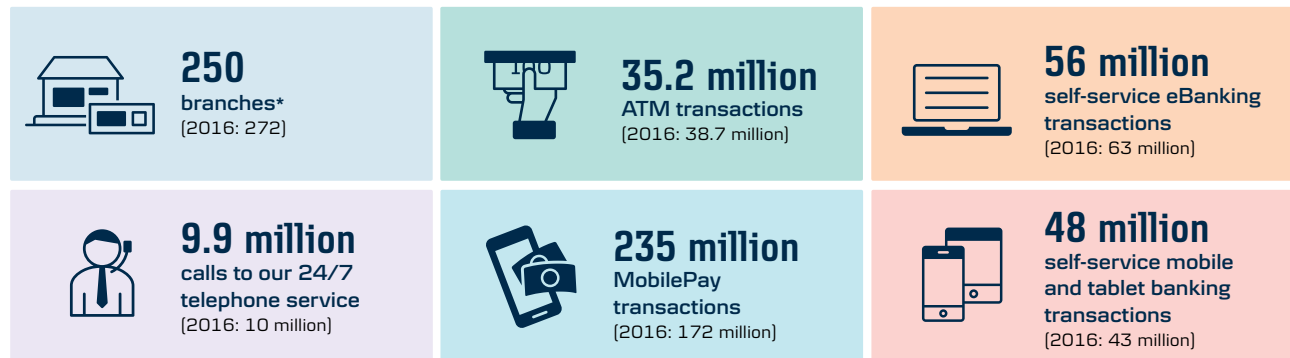 250
branches*
(2016: 272)
100
35.2 million
ATM transactions
(2016: 38.7 million)
56 million
self-service eBanking
transactions
(2016: 63 million)
9.9 million
calls to our 24/7
telephone service
(2016: 10 million)
235 million
MobilePay
transactions
(2016: 172 million)
48 million
self-service mobile
and tablet banking
transactions
(2016: 43 million)